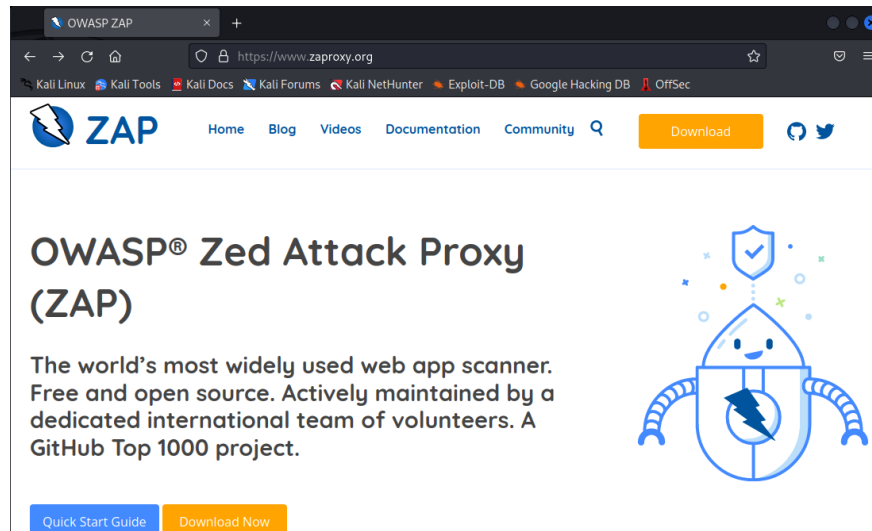 OWASP ZAP × +
https://www.zaproxy.org
Kali Linux Kali Tools Kali Docs Kali Forums Kali NetHunter Exploit-DB Google Hacking DB OffSec
ZAP Home Blog Videos Documentation Community Download
OWASP® Zed Attack Proxy
(ZAP)
The world's most widely used web app scanner.
Free and open source. Actively maintained by a
dedicated international team of volunteers. A
GitHub Top 1000 project.
Quick Start Guide Download Now